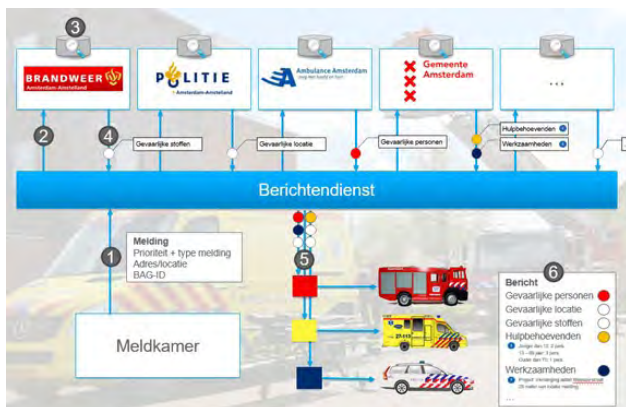 3
BRANDWEER
Amsterdam-Amstelland
POLITIE
Amsterdam-Amstelland
Ambulance Amsterdam
Gemeente
Amsterdam
...
2
4
Gevaarlijke stoffen
Gevaarlijke locatie
Gevaarlijke personen
Hulpbehoevenden
Werkzaamheden
Berichtendienst
1
Melding
Prioriteit + type melding
Adres/locatie
BAG-ID
Meldkamer
5
6
Bericht
Gevaarlijke personen
Gevaarlijke locatie
Gevaarlijke stoffen
Hulpbehoevenden
Werkzaamheden
...